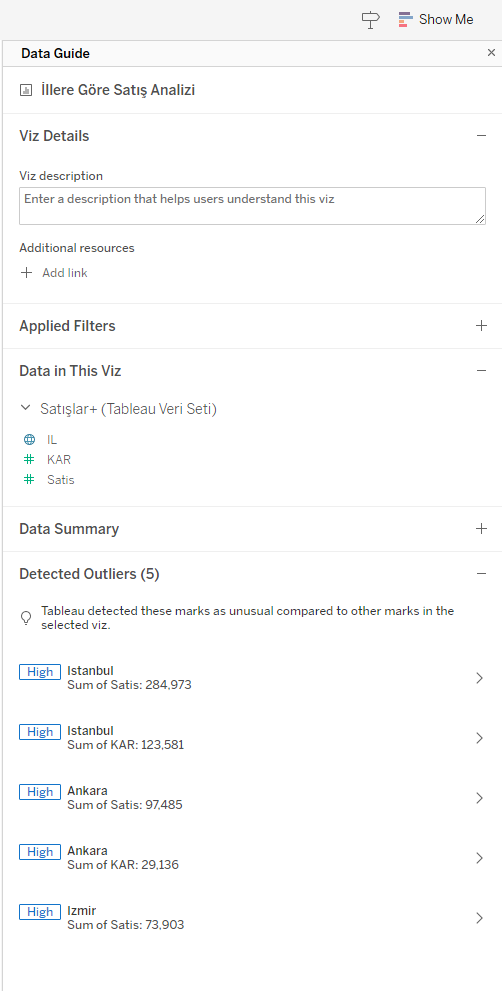 Show Me
Data Guide
İllere Göre Satış Analizi
Viz Details
Viz description
Enter a description that helps users understand this viz
Additional resources
Add link
Applied Filters
Data in This Viz
Satışlar+ (Tableau Veri Seti)
IL
KAR
Satis
Data Summary
Detected Outliers (5)
Tableau detected these marks as unusual compared to other marks in the
selected viz.
High Istanbul
Sum of Satis: 284,973
High Istanbul
Sum of KAR: 123,581
High Ankara
Sum of Satis: 97,485
High Ankara
Sum of KAR: 29,136
High Izmir
Sum of Satis: 73,903